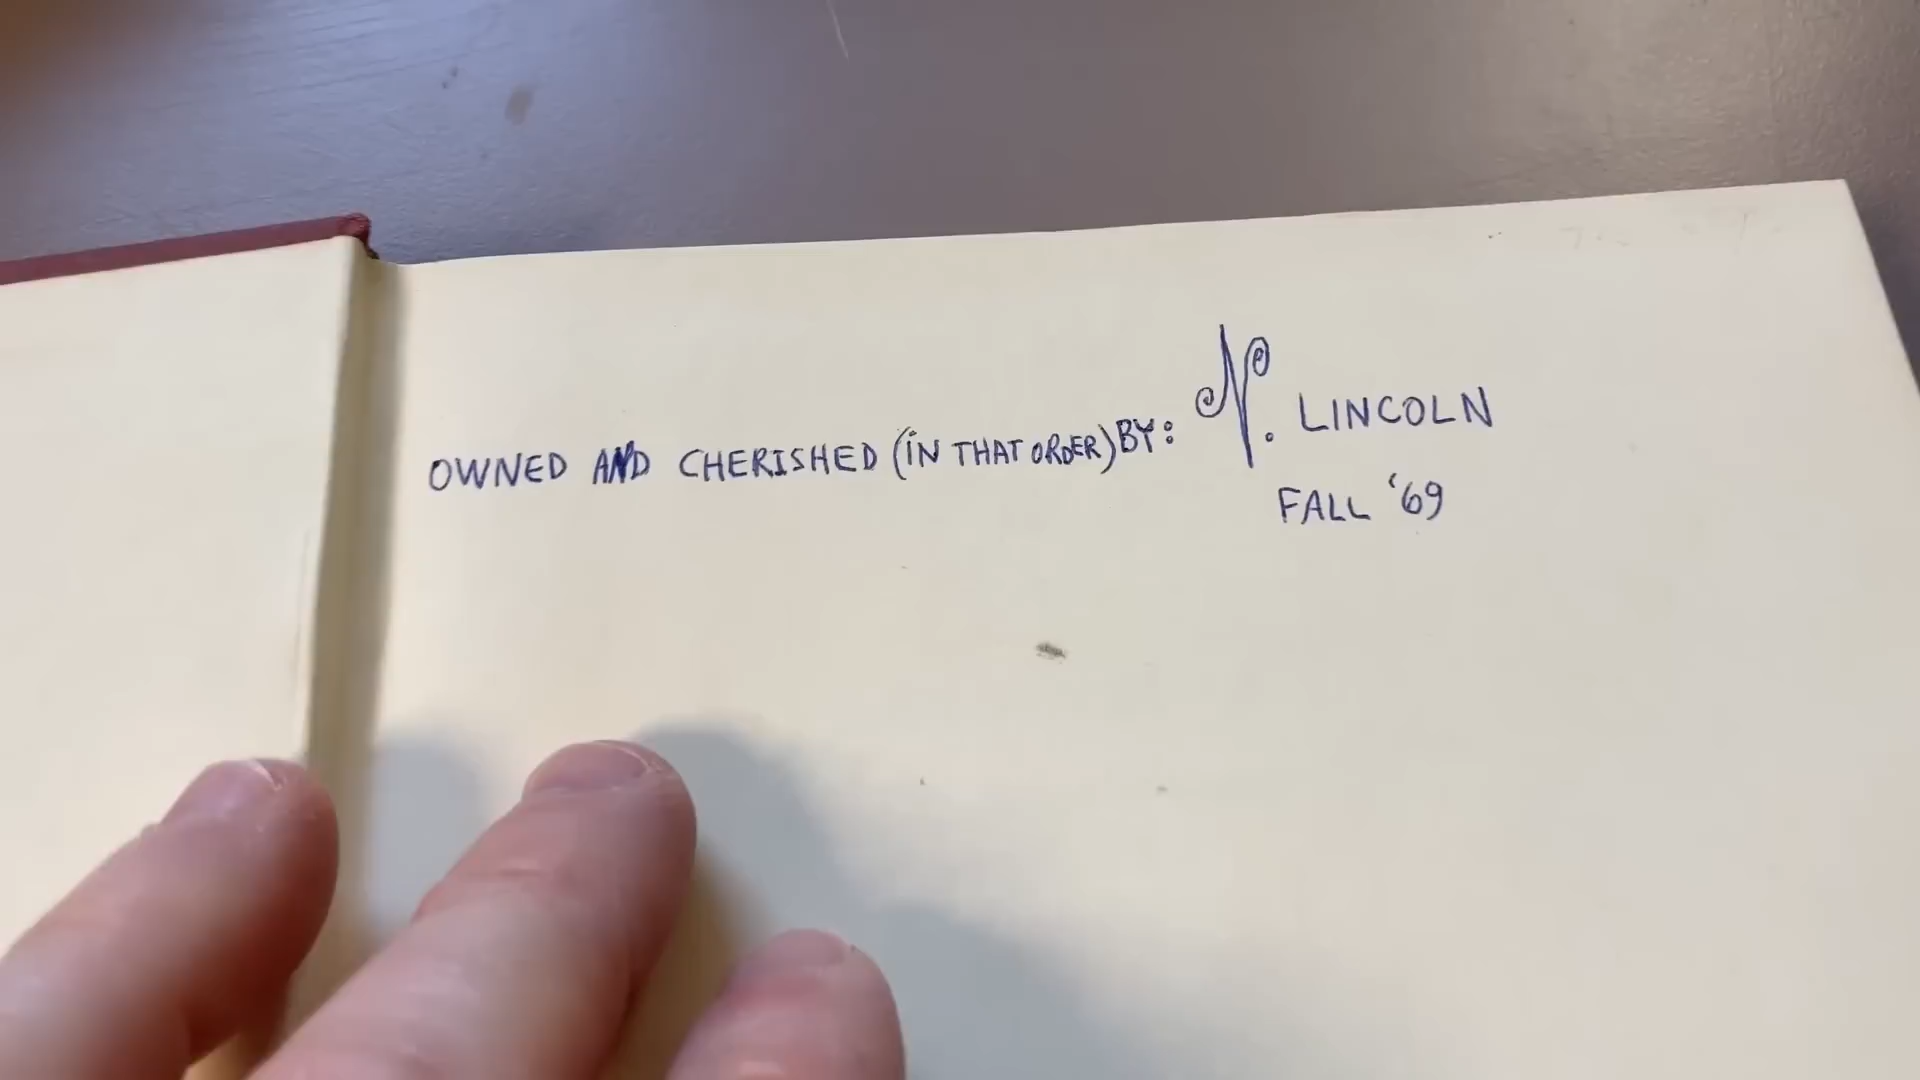 OWNED AND CHERISHED (IN THAT ORDER) BY: N. LINCOLN
FALL '69